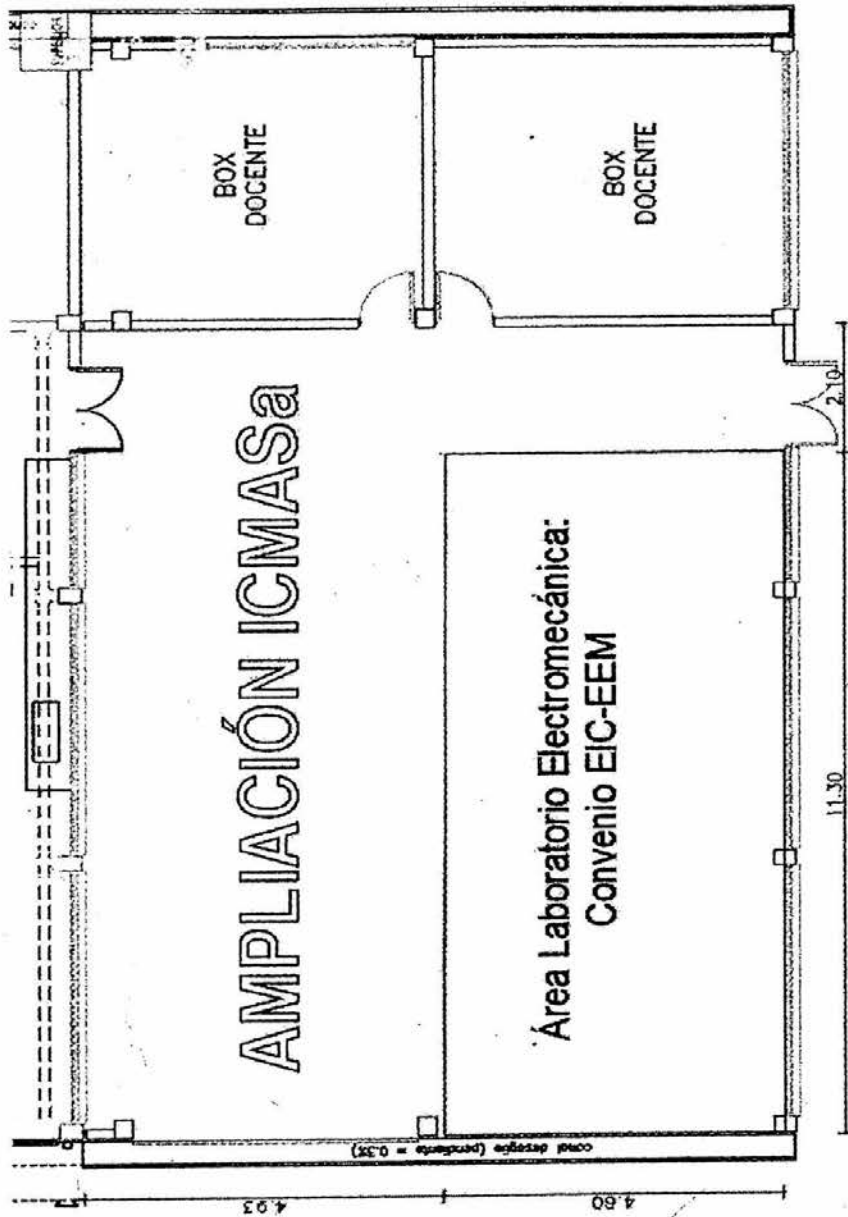 BOX
DOCENTE
BOX
DOCENTE
AMPLIACIÓN ICMASa
Área Laboratorio Electromecánica:
Convenio EIC-EEM
2.10
11.30
canal desagüe (pendiente = 0.3%)
4.93
4.60